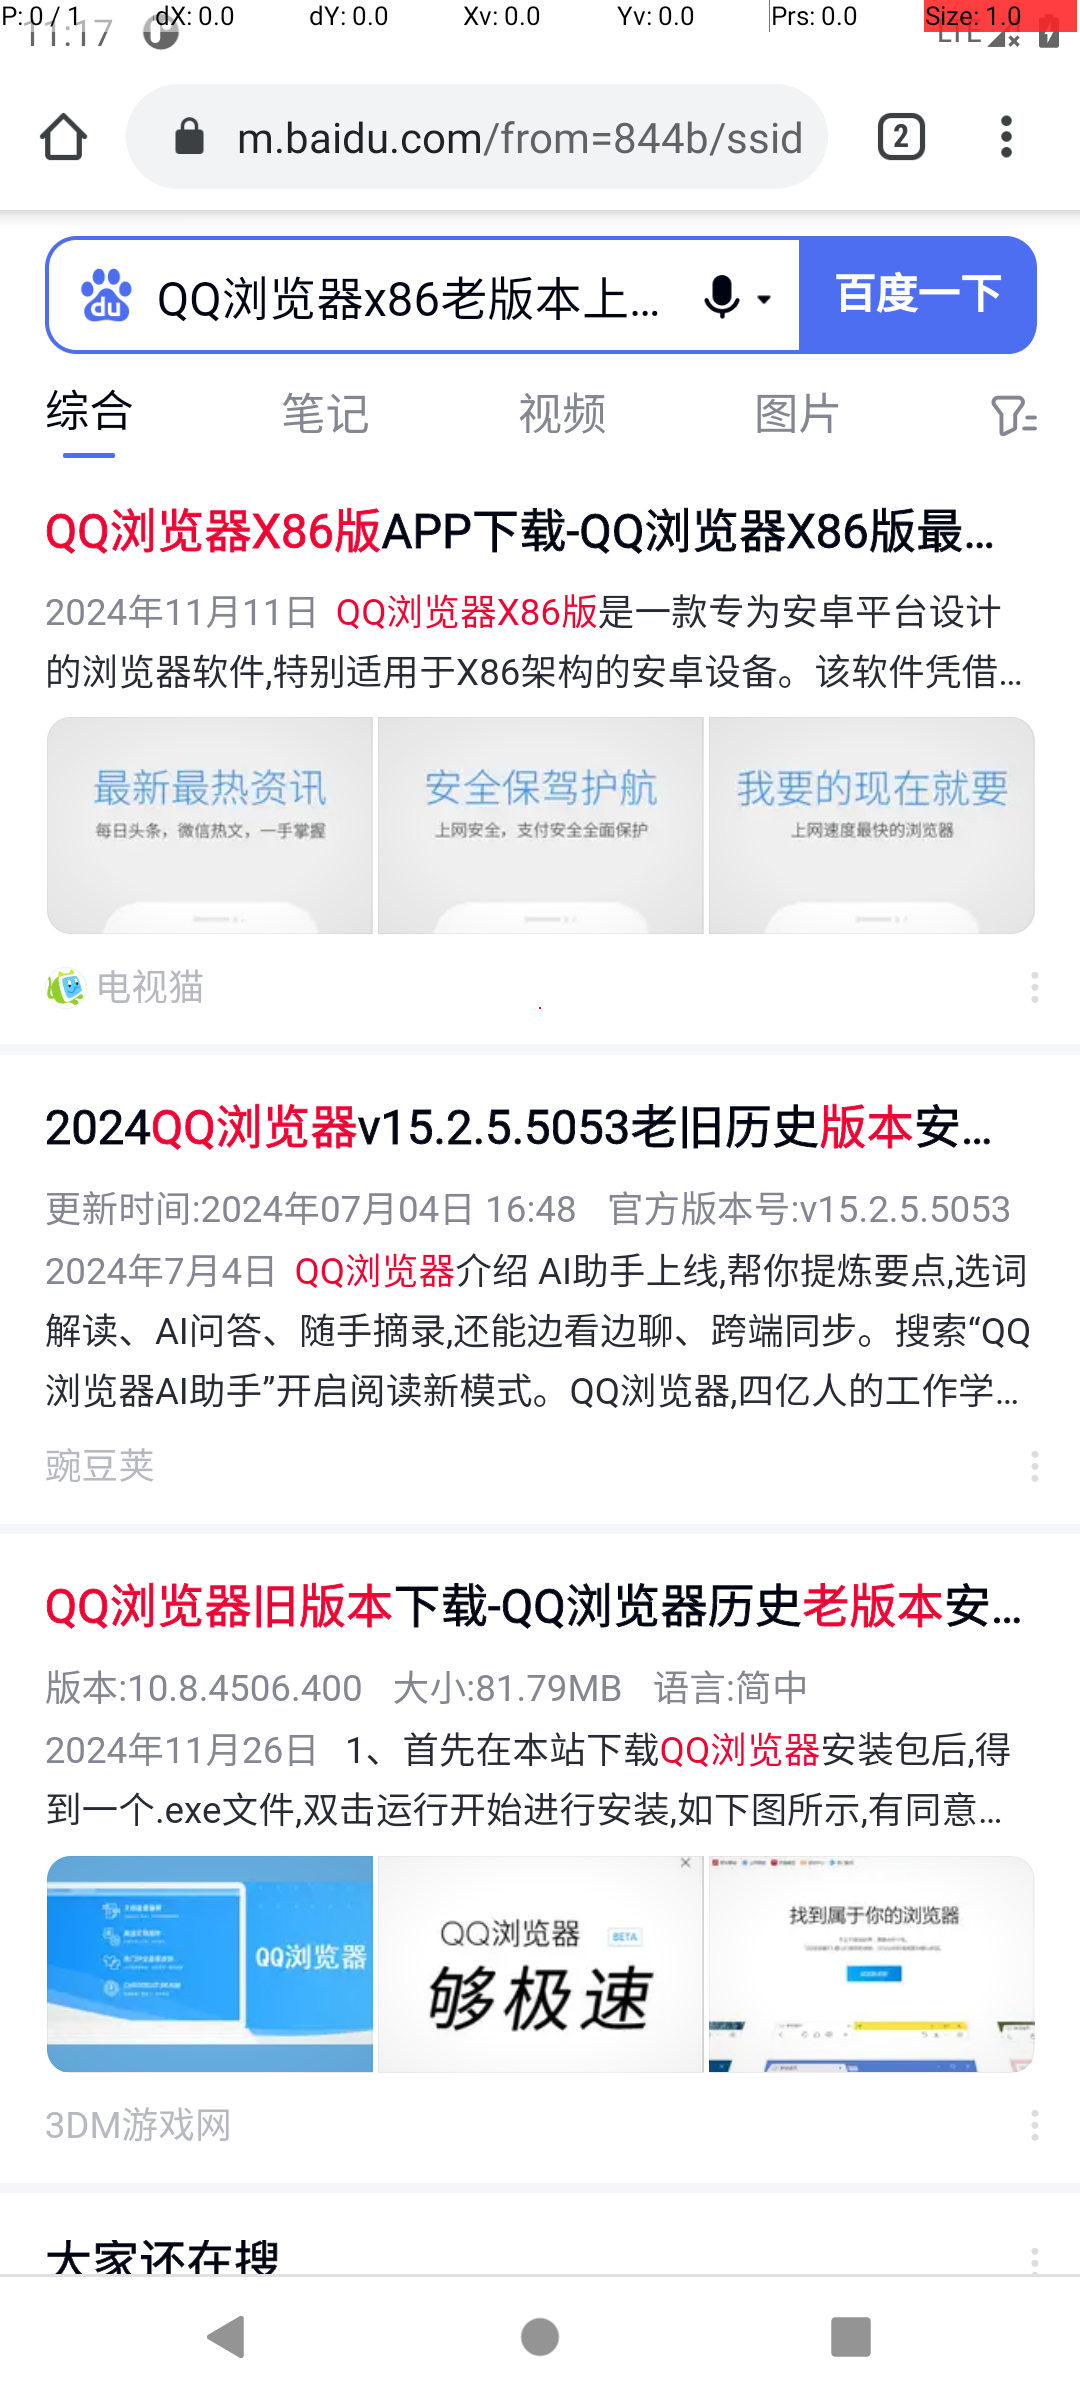 P: 0 / 1 dX: 0.0 dY: 0.0 Xv: 0.0 Yv: 0.0 Prs: 0.0 Size: 1.0
11:17 LTE
m.baidu.com/from=844b/ssid 2
du QQ浏览器x86老版本上... 百度一下
综合 笔记 视频 图片
QQ浏览器X86版APP下载-QQ浏览器X86版最...
2024年11月11日 QQ浏览器X86版是一款专为安卓平台设计
的浏览器软件,特别适用于X86架构的安卓设备。该软件凭借...
最新最热资讯 安全保驾护航 我要的现在就要
每日头条，微信热文，一手掌握 上网安全，支付安全全面保护 上网速度最快的浏览器
电视猫
2024QQ浏览器v15.2.5.5053老旧历史版本安...
更新时间:2024年07月04日 16:48 官方版本号:v15.2.5.5053
2024年7月4日 QQ浏览器介绍 AI助手上线,帮你提炼要点,选词
解读、AI问答、随手摘录,还能边看边聊、跨端同步。搜索“QQ
浏览器AI助手”开启阅读新模式。QQ浏览器,四亿人的工作学...
豌豆荚
QQ浏览器旧版本下载-QQ浏览器历史老版本安...
版本:10.8.4506.400 大小:81.79MB 语言:简中
2024年11月26日 1、首先在本站下载QQ浏览器安装包后,得
到一个.exe文件,双击运行开始进行安装,如下图所示,有同意...
QQ浏览器 QQ浏览器 BETA 找到属于你的浏览器
够极速
3DM游戏网
大家还在搜